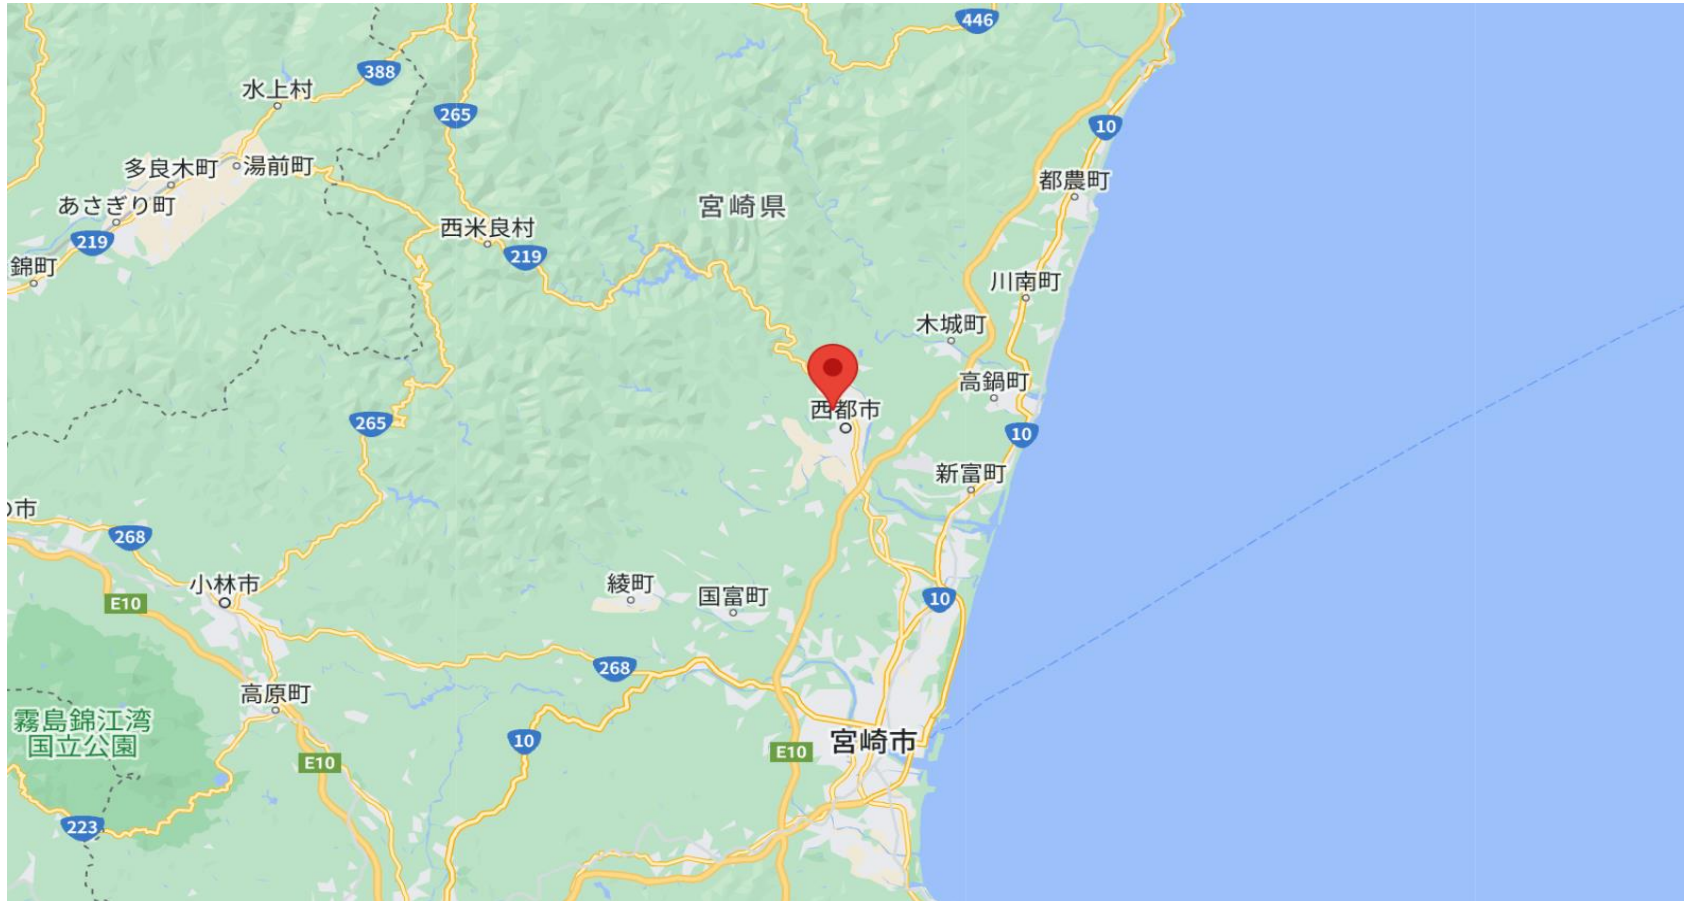 446
388
水上村
265
10
多良木町
湯前町
都農町
あさぎり町
宮崎県
西米良村
219
219
錦町
川南町
木城町
高鍋町
西都市
265
10
新富町
の市
268
小林市
綾町
国富町
E10
10
268
高原町
霧島錦江湾
国立公園
10
宮崎市
E10
E10
223